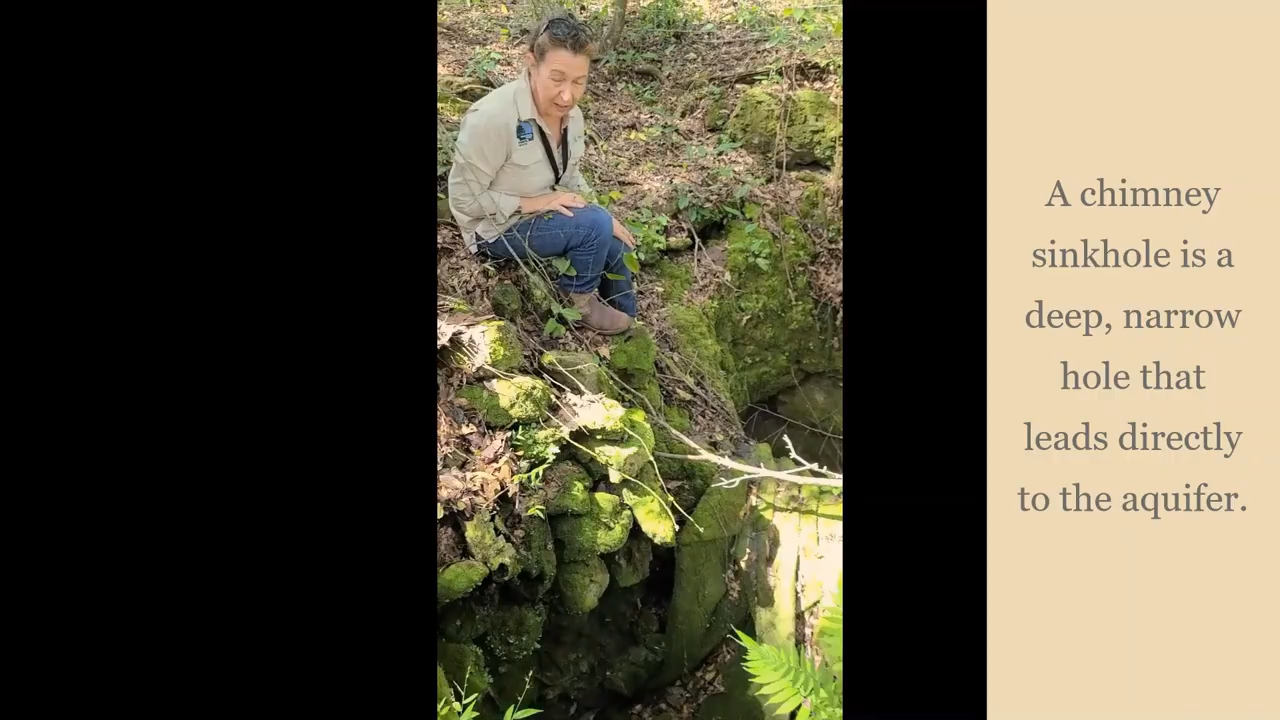 A chimney
sinkhole is a
deep, narrow
hole that
leads directly
to the aquifer.